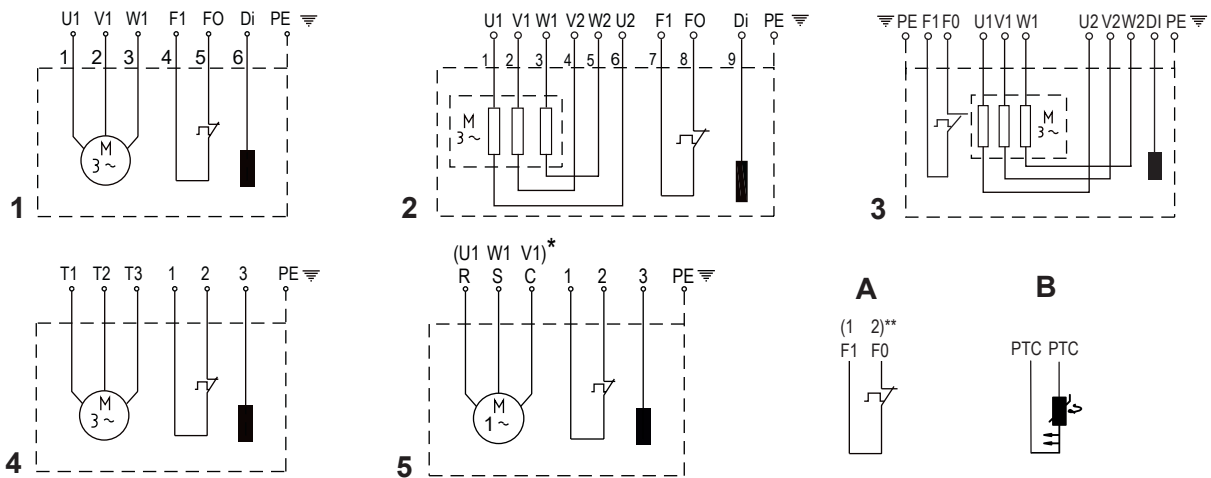 U1 V1 W1 F1 FO Di PE
1 2 3 4 5 6
M
3~
1
U1 V1 W1 V2 W2 U2 F1 FO Di PE
1 2 3 4 5 6 7 8 9
M
3~
2
PE F1 F0 U1 V1 W1 U2 V2 W2 DI PE
M
3~
3
T1 T2 T3 1 2 3 PE
M
3~
4
(U1 W1 V1)*
R S C 1 2 3 PE
M
1~
5
A
(1 2)**
F1 F0
B
PTC PTC